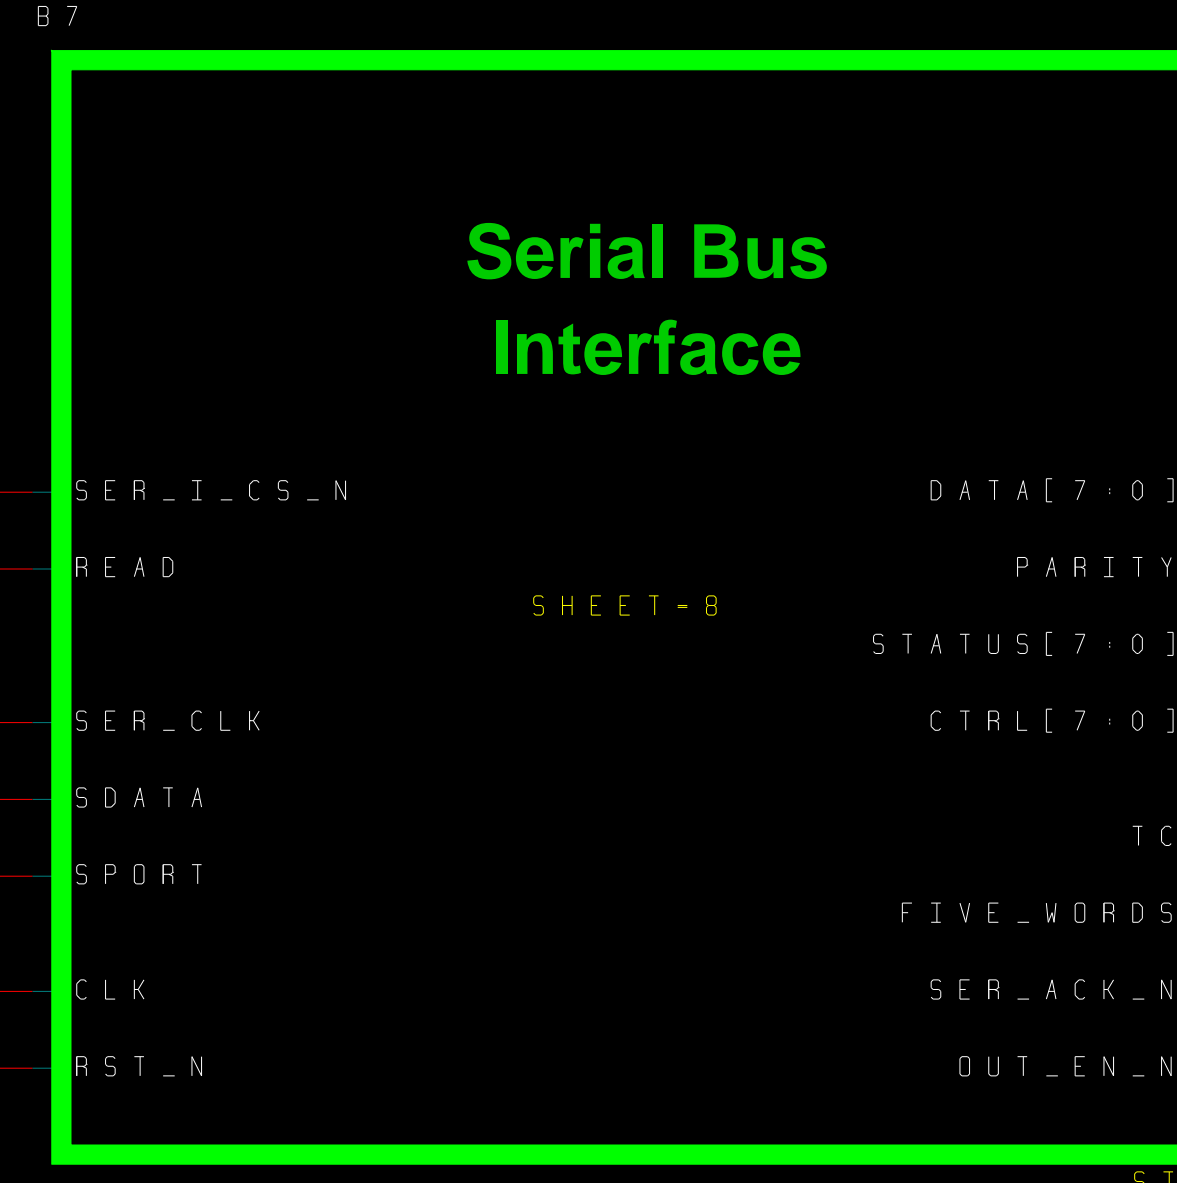 B7
Serial Bus
Interface
SER_I_CS_N
DATA[7:0]
READ
PARITY
SHEET=8
STATUS[7:0]
SER_CLK
CTRL[7:0]
SDATA
TC
SPORT
FIVE_WORDS
CLK
SER_ACK_N
RST_N
OUT_EN_N